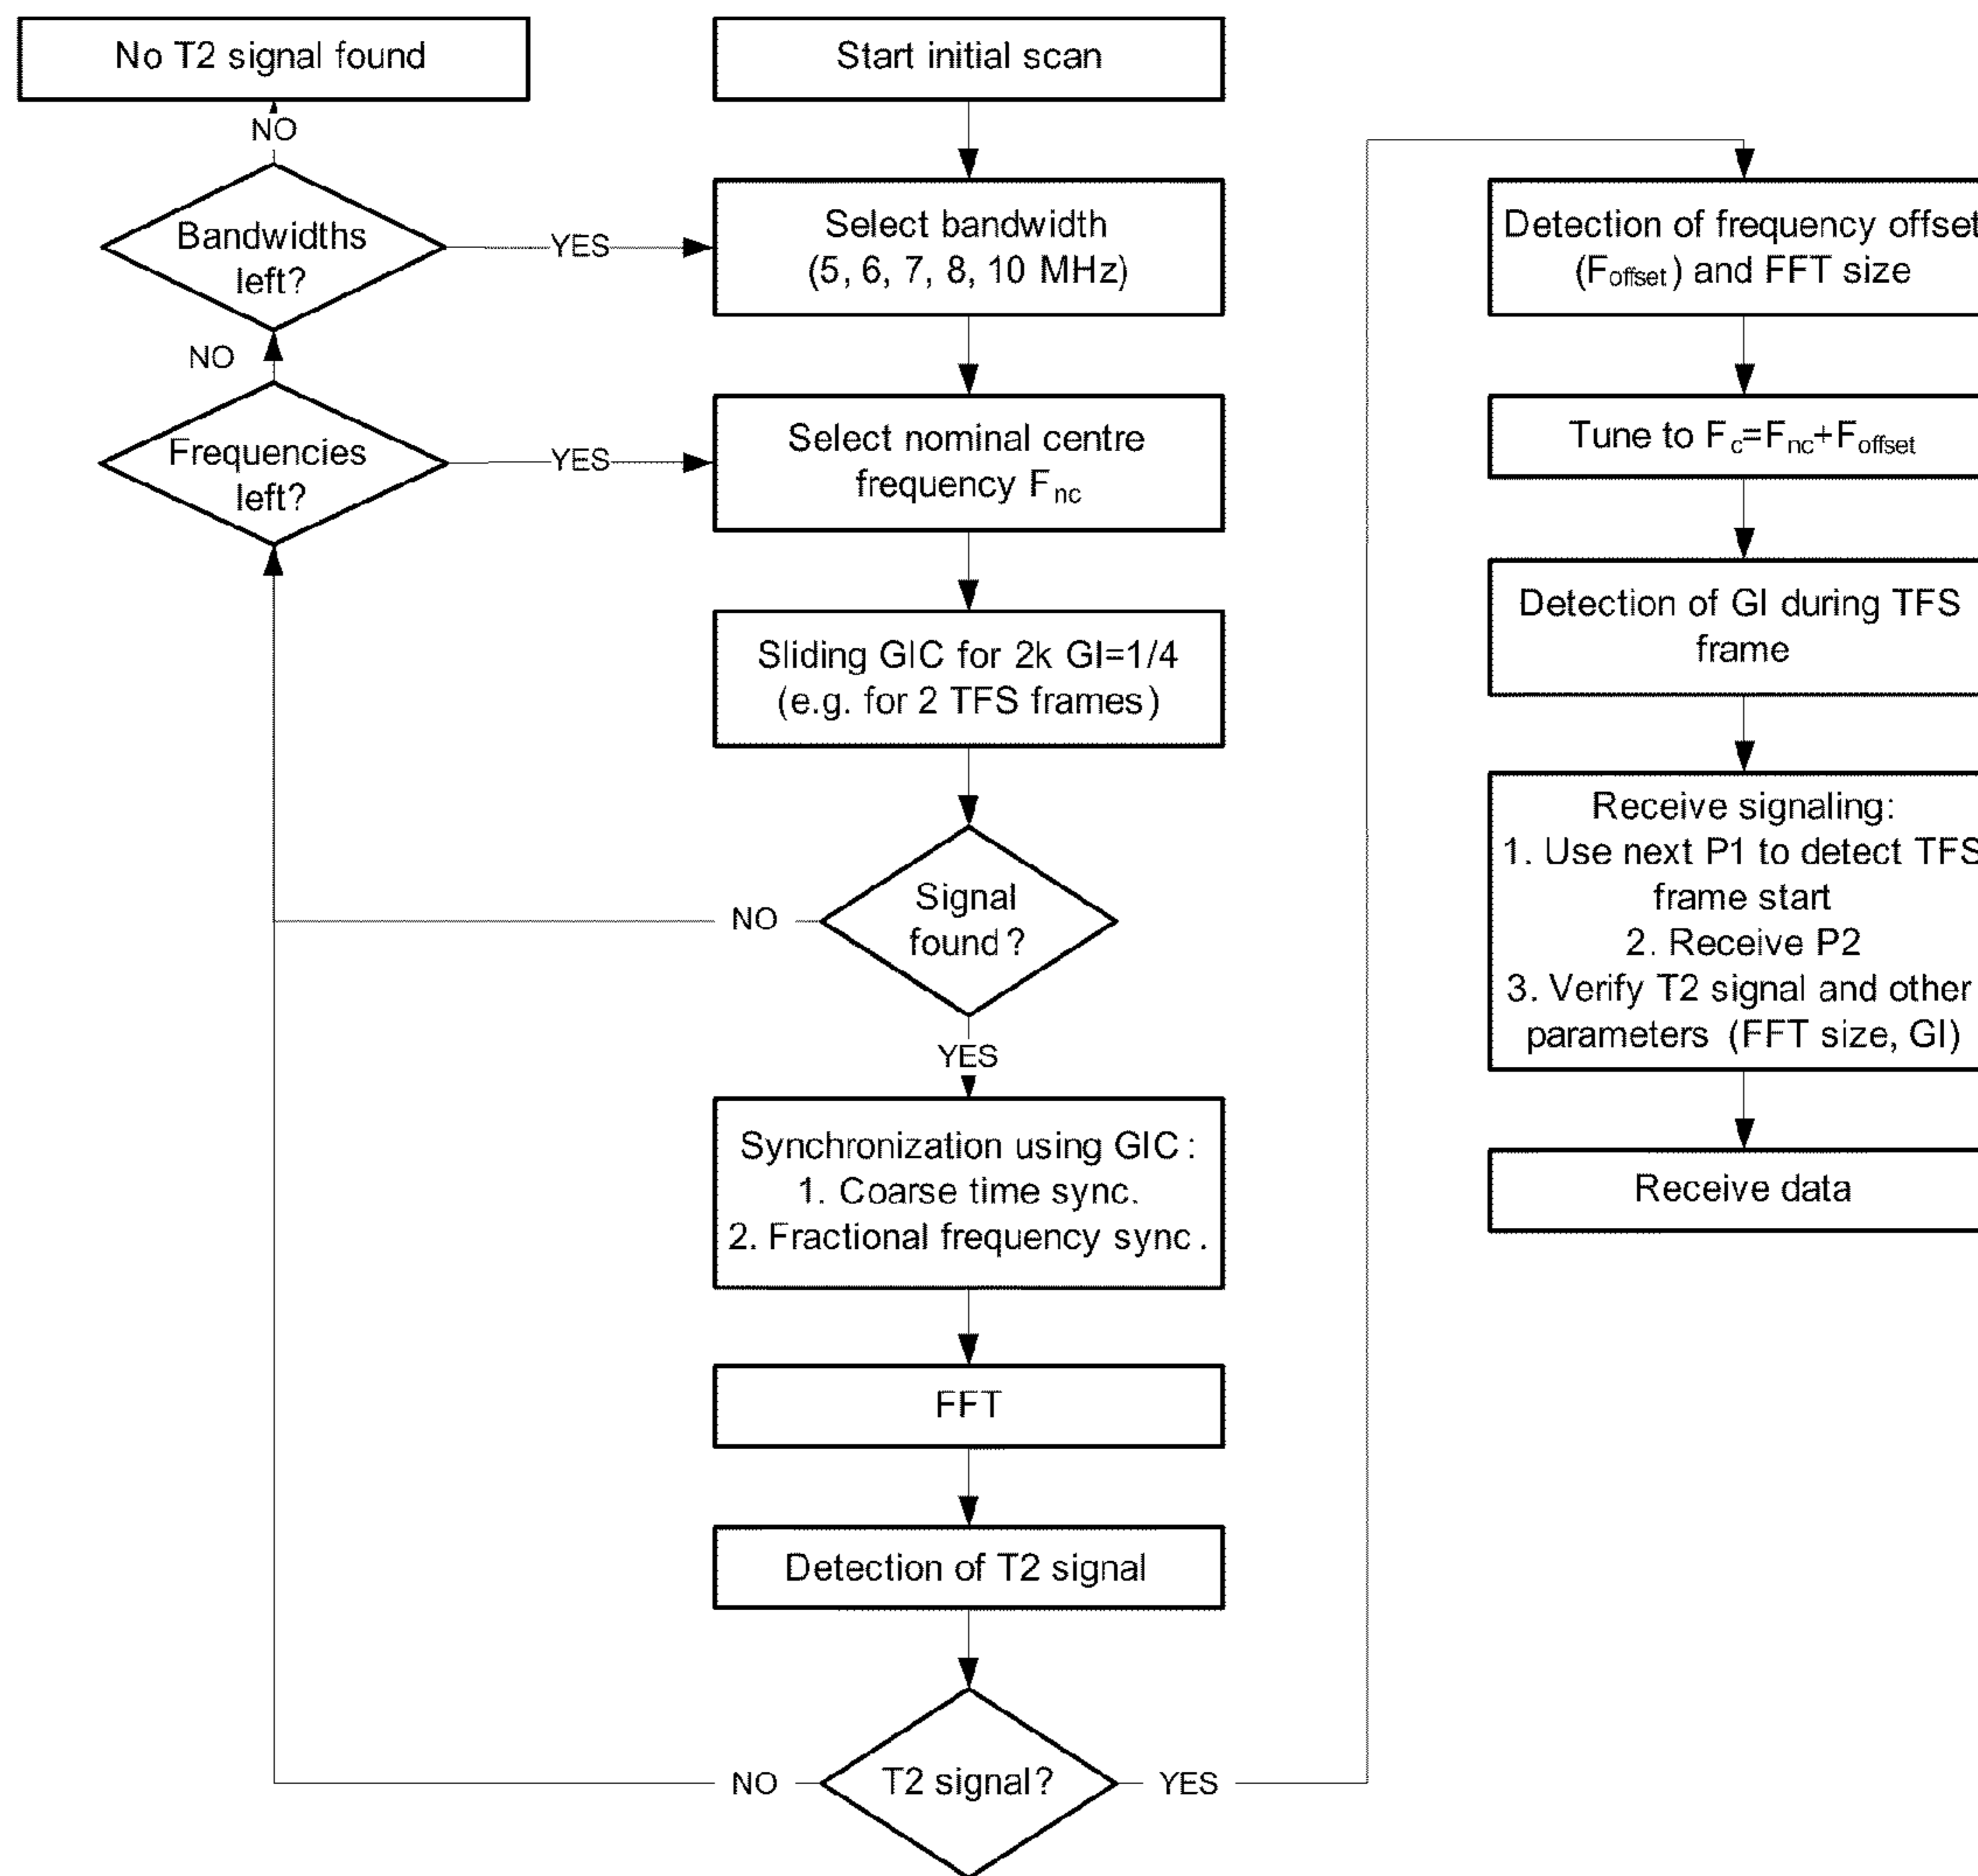 No T2 signal found
Start initial scan
NO
Bandwidths
left?
YES
Select bandwidth
(5, 6, 7, 8, 10 MHz)
NO
Frequencies
left?
YES
Select nominal centre
frequency Fnc
Sliding GIC for 2k GI=1/4
(e.g. for 2 TFS frames)
Signal
found?
NO
YES
Synchronization using GIC:
1. Coarse time sync.
2. Fractional frequency sync.
FFT
Detection of T2 signal
T2 signal?
NO
YES
Detection of frequency offset
(Foffset) and FFT size
Tune to Fc=Fnc+Foffset
Detection of GI during TFS
frame
Receive signaling:
1. Use next P1 to detect TFS
frame start
2. Receive P2
3. Verify T2 signal and other
parameters (FFT size, GI)
Receive data